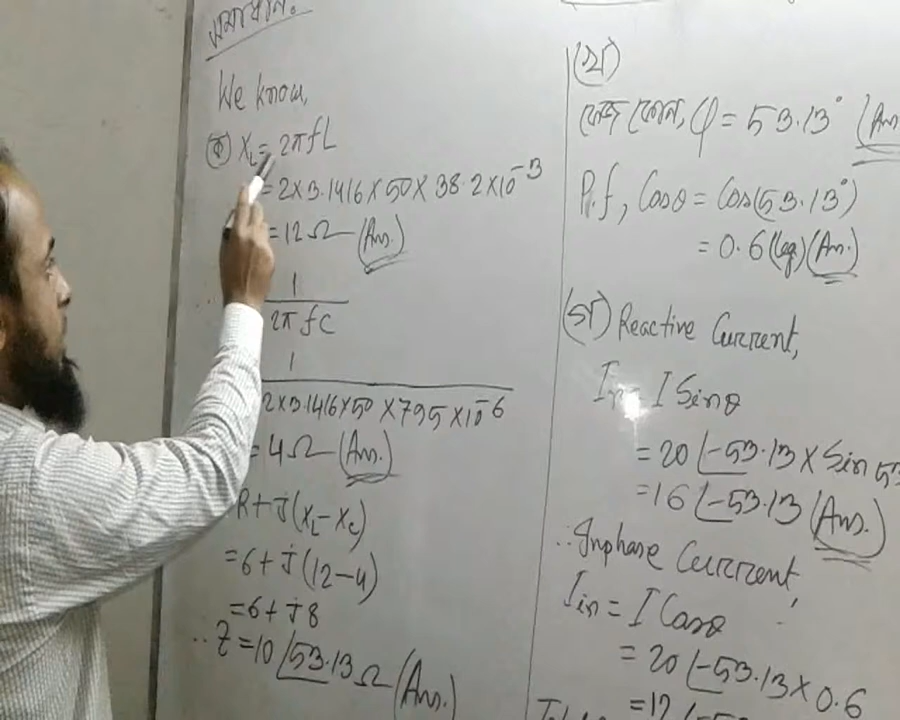 সমাধান:
We know,
(ক) X_L = 2πfL
= 2×3.1416×50×38.2×10⁻³
= 12Ω (Ans.)
1
2πfC
1
2×3.1416×50×795×10⁻⁶
= 4Ω (Ans.)
R+J(X_L-X_C)
= 6+J(12-4)
= 6+J8
∴ Z = 10∠53.13Ω (Ans.)
(খ)
ফেজ কোণ, φ = 53.13° (Ans
P.f, Cosθ = Cos(53.13°)
= 0.6 (lag) (Ans.)
(গ) Reactive Current,
I Sinθ
= 20∠-53.13 × Sin 53
= 16∠-53.13 (Ans.)
∴ Inphase Current,
I_in = I Cosθ
= 20∠-53.13 × 0.6
= 12